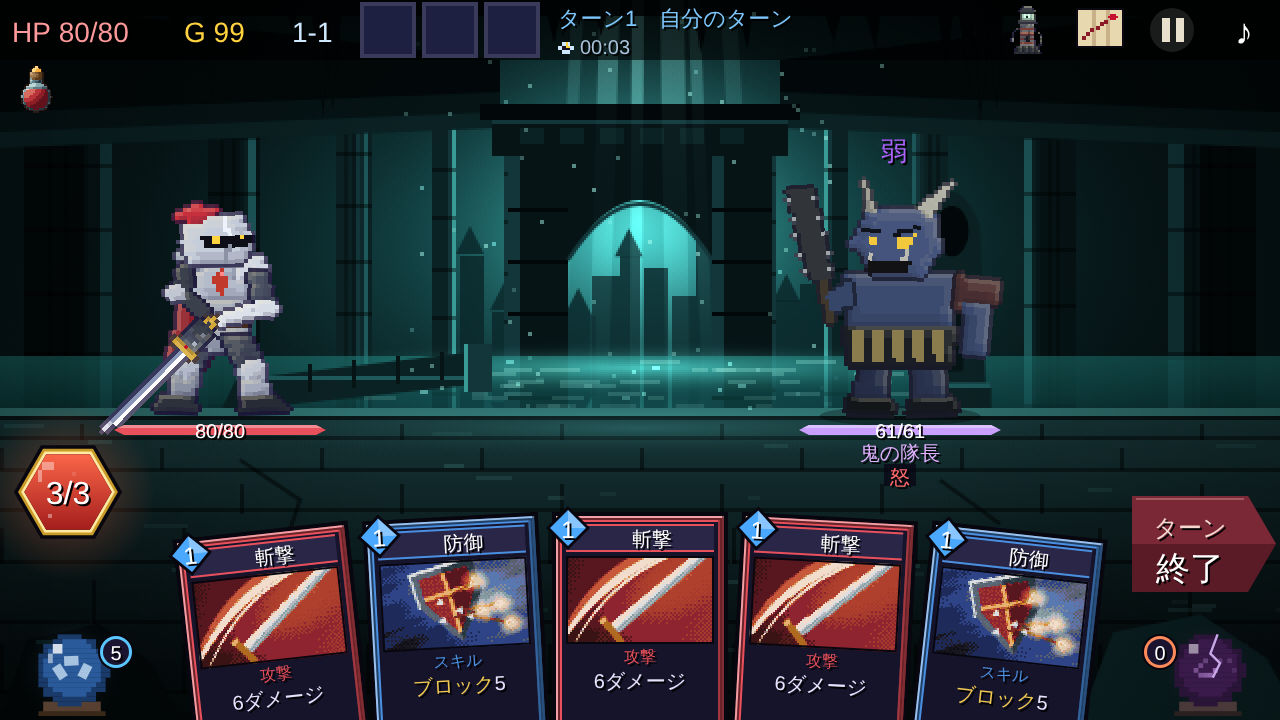 HP 80/80
G 99
1-1
ターン1 自分のターン
00:03
♪
弱
80/80
61/61
鬼の隊長
怒
3/3
1 斬撃
攻撃
6ダメージ
1 防御
スキル
ブロック5
1 斬撃
攻撃
6ダメージ
1 斬撃
攻撃
6ダメージ
1 防御
スキル
ブロック5
ターン
終了
5
0